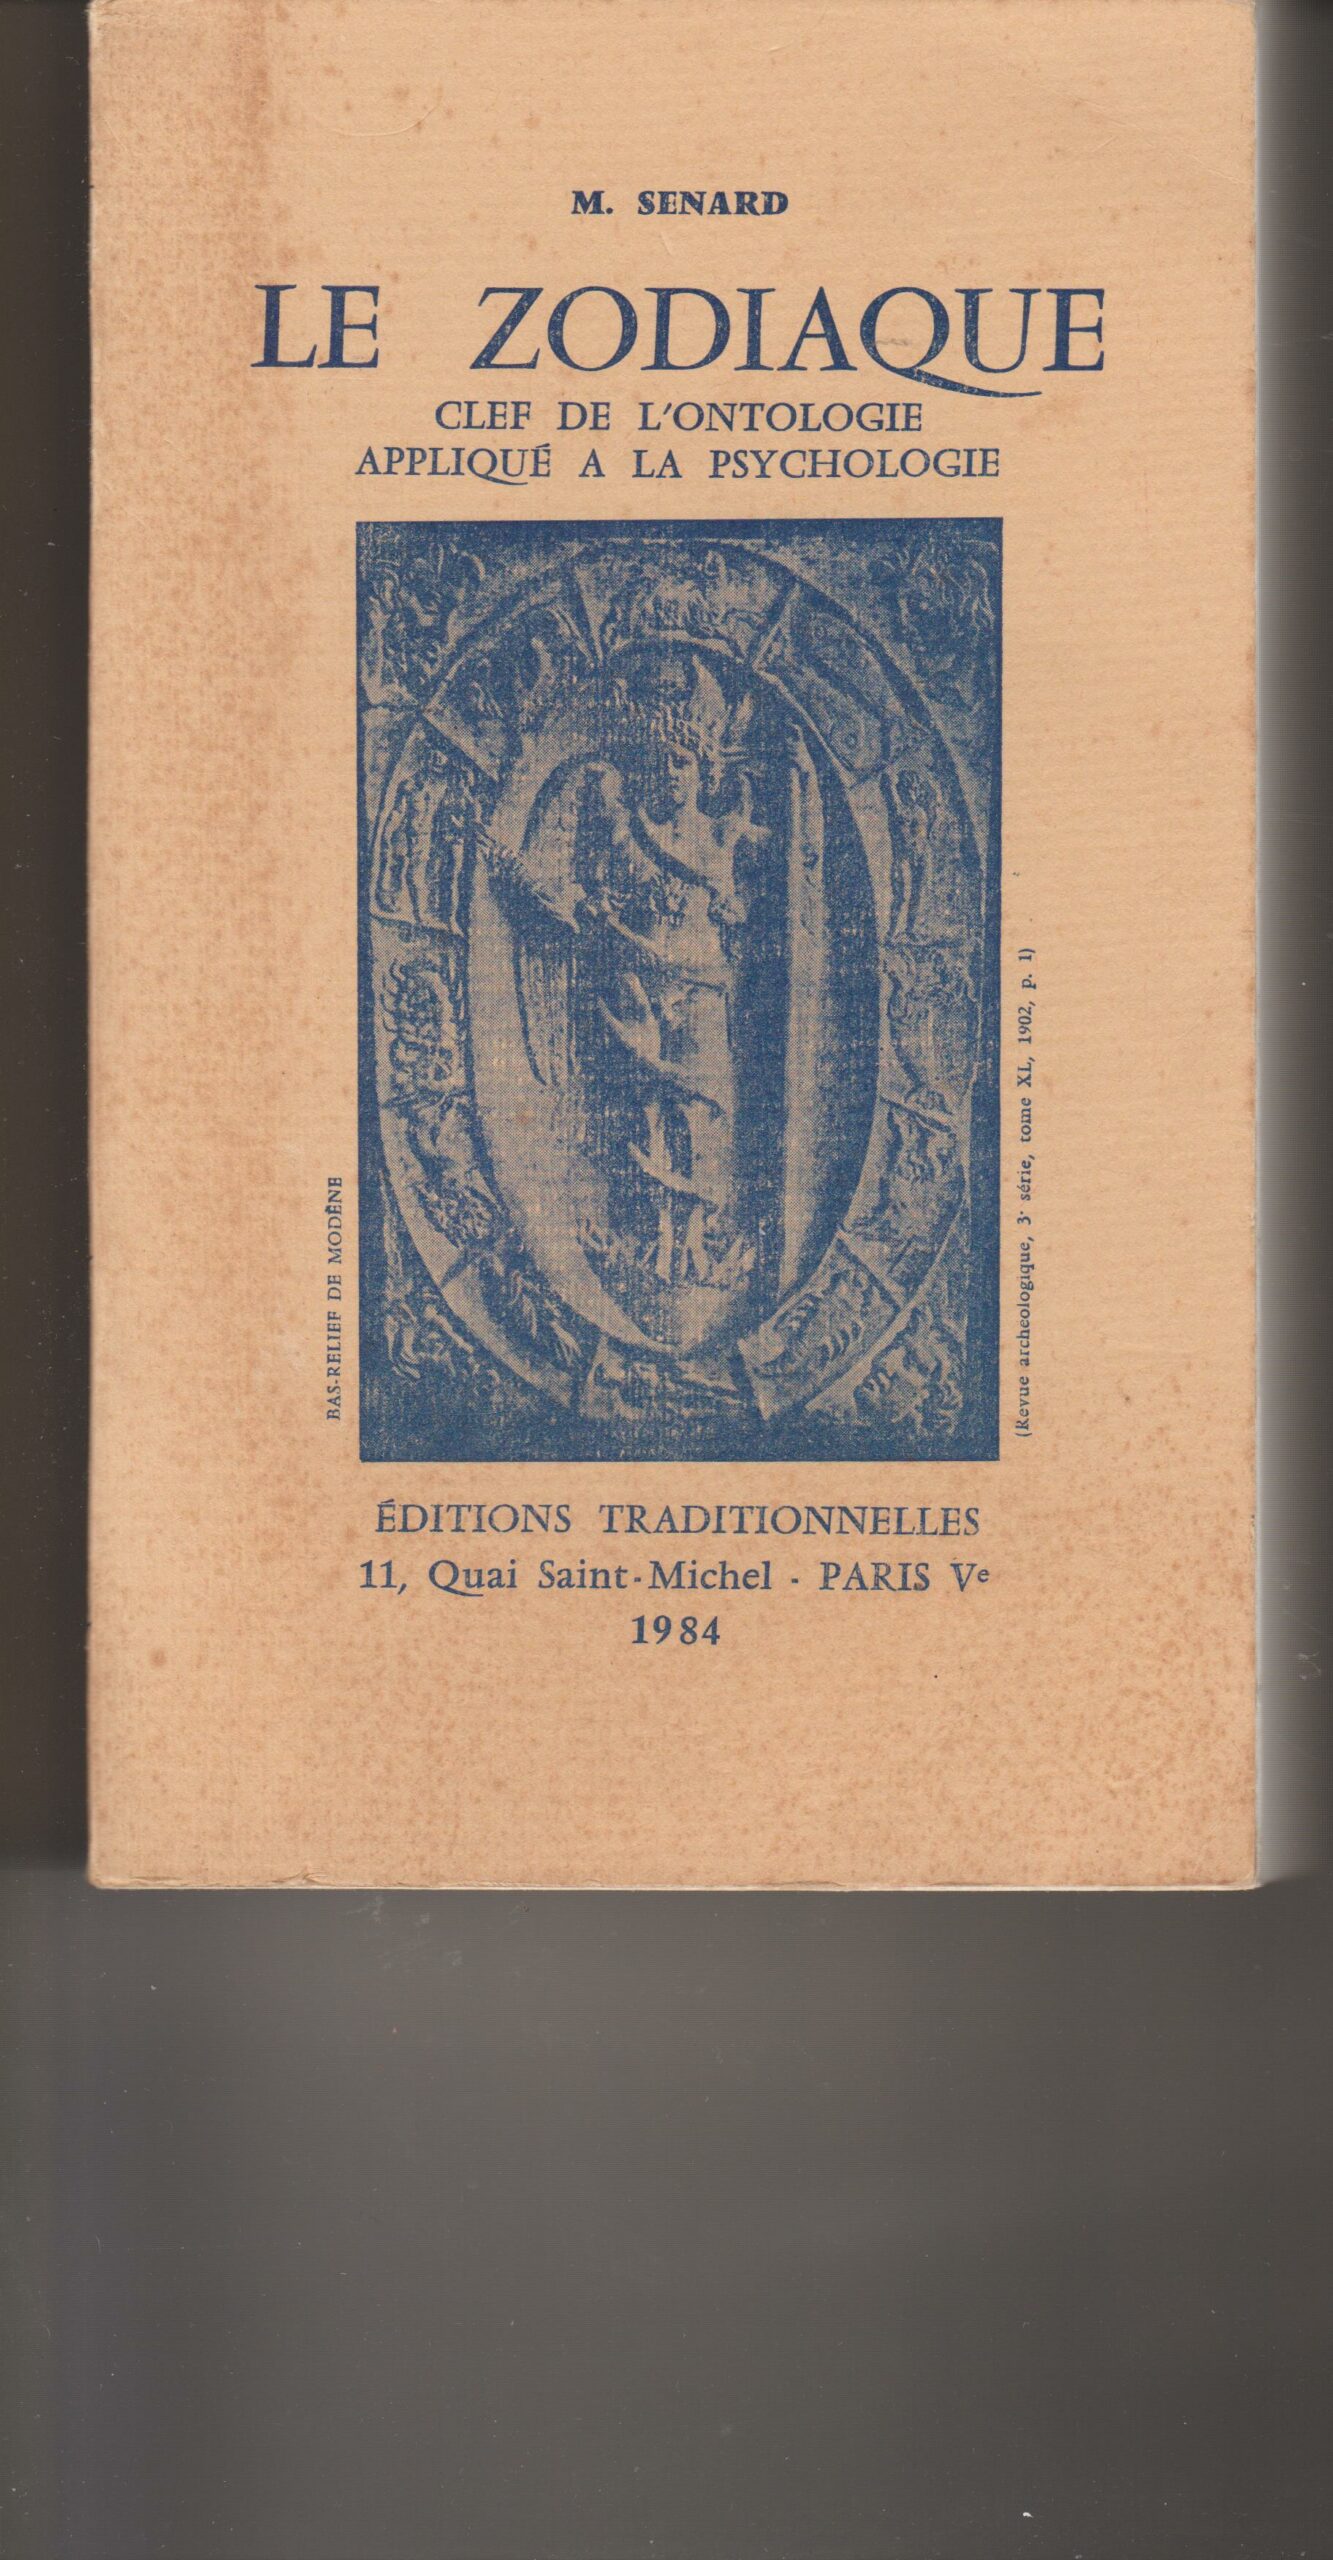 M. SENARD
LE ZODIAQUE
CLEF DE L'ONTOLOGIE
APPLIQUÉ A LA PSYCHOLOGIE
BAS-RELIEF DE MODÈNE
(Revue archeologique, 3e série, tome XL, 1902, p. 1)
ÉDITIONS TRADITIONNELLES
11, Quai Saint-Michel - PARIS Ve
1984